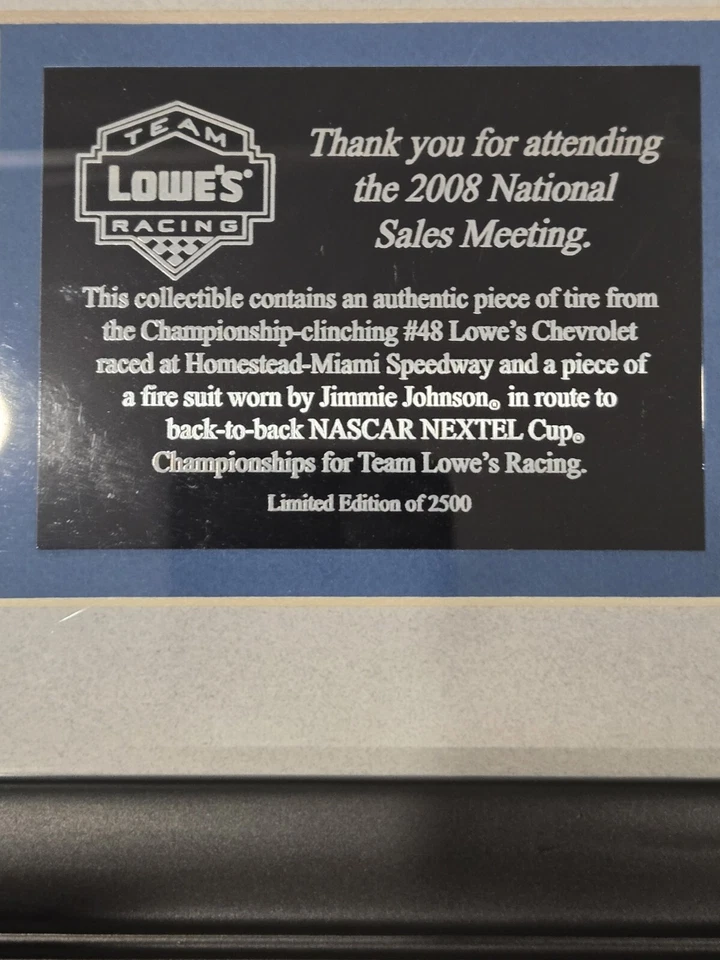 TEAM
LOWE'S®
RACING
Thank you for attending
the 2008 National
Sales Meeting.
This collectible contains an authentic piece of tire from
the Championship-clinching #48 Lowe's Chevrolet
raced at Homestead-Miami Speedway and a piece of
a fire suit worn by Jimmie Johnson® in route to
back-to-back NASCAR NEXTEL Cup®
Championships for Team Lowe's Racing.
Limited Edition of 2500